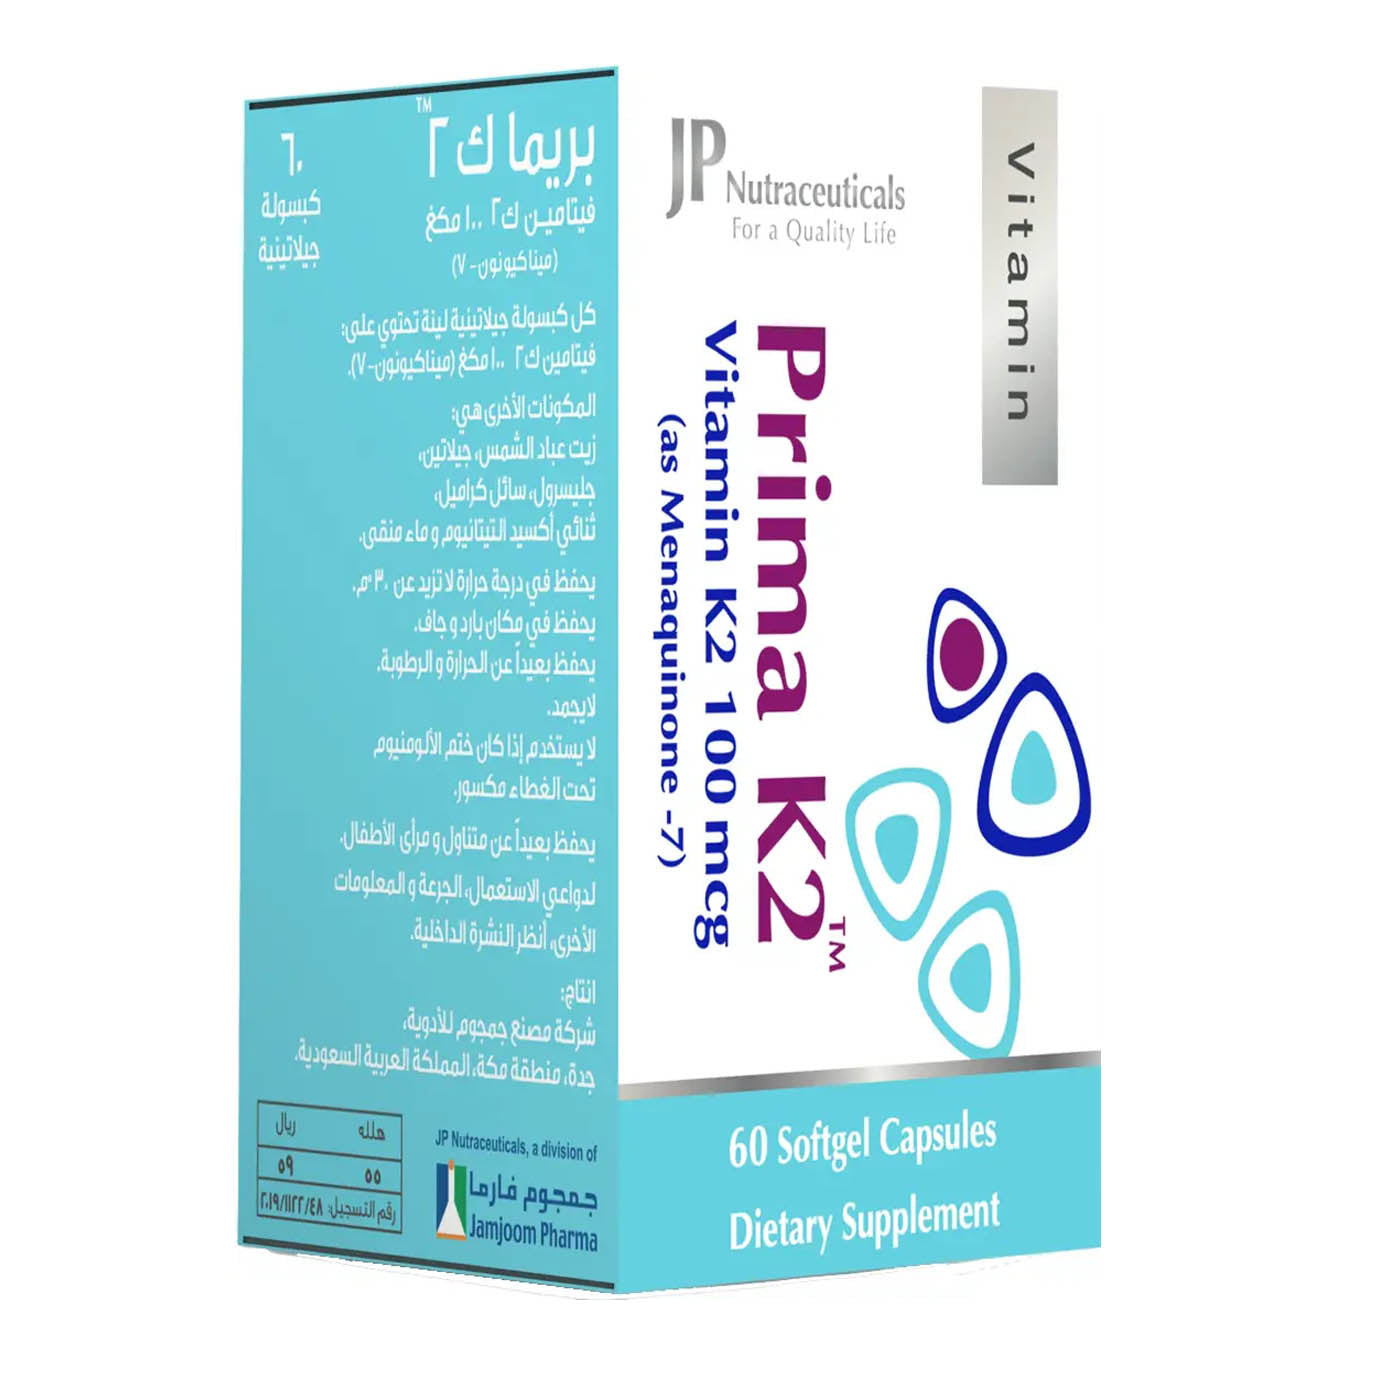 بريما ك ٢™
فيتامين ك٢ ١٠٠ مكغ
(ميناكيونون-٧)
٦٠
كبسولة
جيلاتينية
كل كبسولة جيلاتينية لينة تحتوي على:
فيتامين ك٢ ١٠٠ مكغ (ميناكيونون-٧).
المكونات الأخرى هي:
زيت عباد الشمس، جيلاتين،
جليسرول، سائل كراميل،
ثنائي أكسيد التيتانيوم و ماء منقى.
يحفظ في درجة حرارة لا تزيد عن ٣٠°م.
يحفظ في مكان بارد و جاف.
يحفظ بعيداً عن الحرارة و الرطوبة.
لايجمد.
لا يستخدم إذا كان ختم الألومنيوم
تحت الغطاء مكسور.
يحفظ بعيداً عن متناول و مرأى الأطفال.
لدواعي الاستعمال، الجرعة و المعلومات
الأخرى، أنظر النشرة الداخلية.
انتاج:
شركة مصنع جمجوم للأدوية،
جدة، منطقة مكة، المملكة العربية السعودية.
هلله ريال
٥٥ ٥٩
رقم التسجيل: ٢٠١٩/١١٢٢/٤٨
JP Nutraceuticals, a division of
جمجوم فارما
Jamjoom Pharma
JP Nutraceuticals
For a Quality Life
Vitamin
Prima K2™
Vitamin K2 100 mcg
(as Menaquinone -7)
60 Softgel Capsules
Dietary Supplement